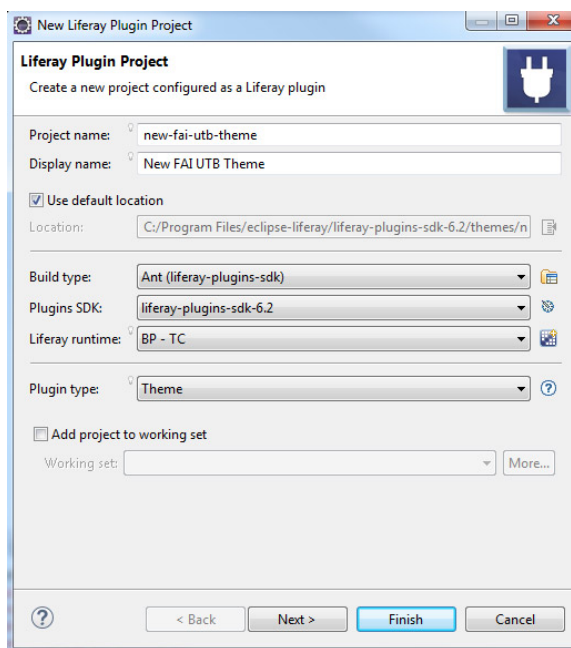 New Liferay Plugin Project
Liferay Plugin Project
Create a new project configured as a Liferay plugin
Project name: new-fai-utb-theme
Display name: New FAI UTB Theme
Use default location
Location: C:/Program Files/eclipse-liferay/liferay-plugins-sdk-6.2/themes/n
Build type: Ant (liferay-plugins-sdk)
Plugins SDK: liferay-plugins-sdk-6.2
Liferay runtime: BP - TC
Plugin type: Theme
Add project to working set
Working set: More...
< Back Next > Finish Cancel